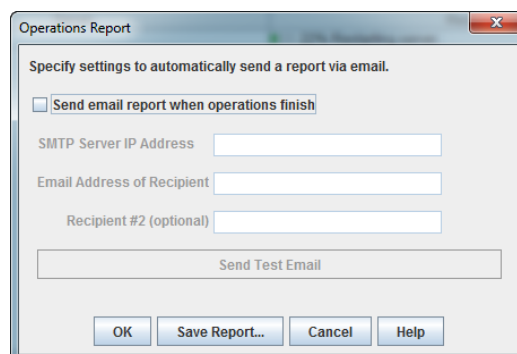 Operations Report
Specify settings to automatically send a report via email.
Send email report when operations finish
SMTP Server IP Address
Email Address of Recipient
Recipient #2 (optional)
Send Test Email
OK Save Report... Cancel Help